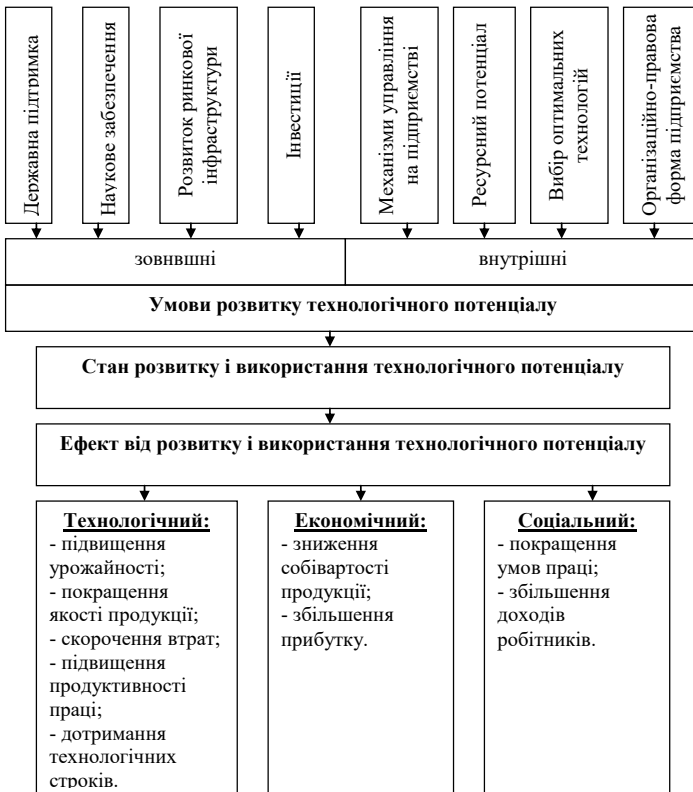 Державна підтримка
Наукове забезпечення
Розвиток ринкової
інфраструктури
Інвестиції
Механізми управління
на підприємстві
Ресурсний потенціал
Вибір оптимальних
технологій
Організаційно-правова
форма підприємства
зовнвшні
внутрішні
Умови розвитку технологічного потенціалу
Стан розвитку і використання технологічного потенціалу
Ефект від розвитку і використання технологічного потенціалу
Технологічний:
- підвищення
урожайності;
- покращення
якості продукції;
- скорочення втрат;
- підвищення
продуктивності
праці;
- дотримання
технологічних
строків.
Економічний:
- зниження
собівартості
продукції;
- збільшення
прибутку.
Соціальний:
- покращення
умов праці;
- збільшення
доходів
робітників.